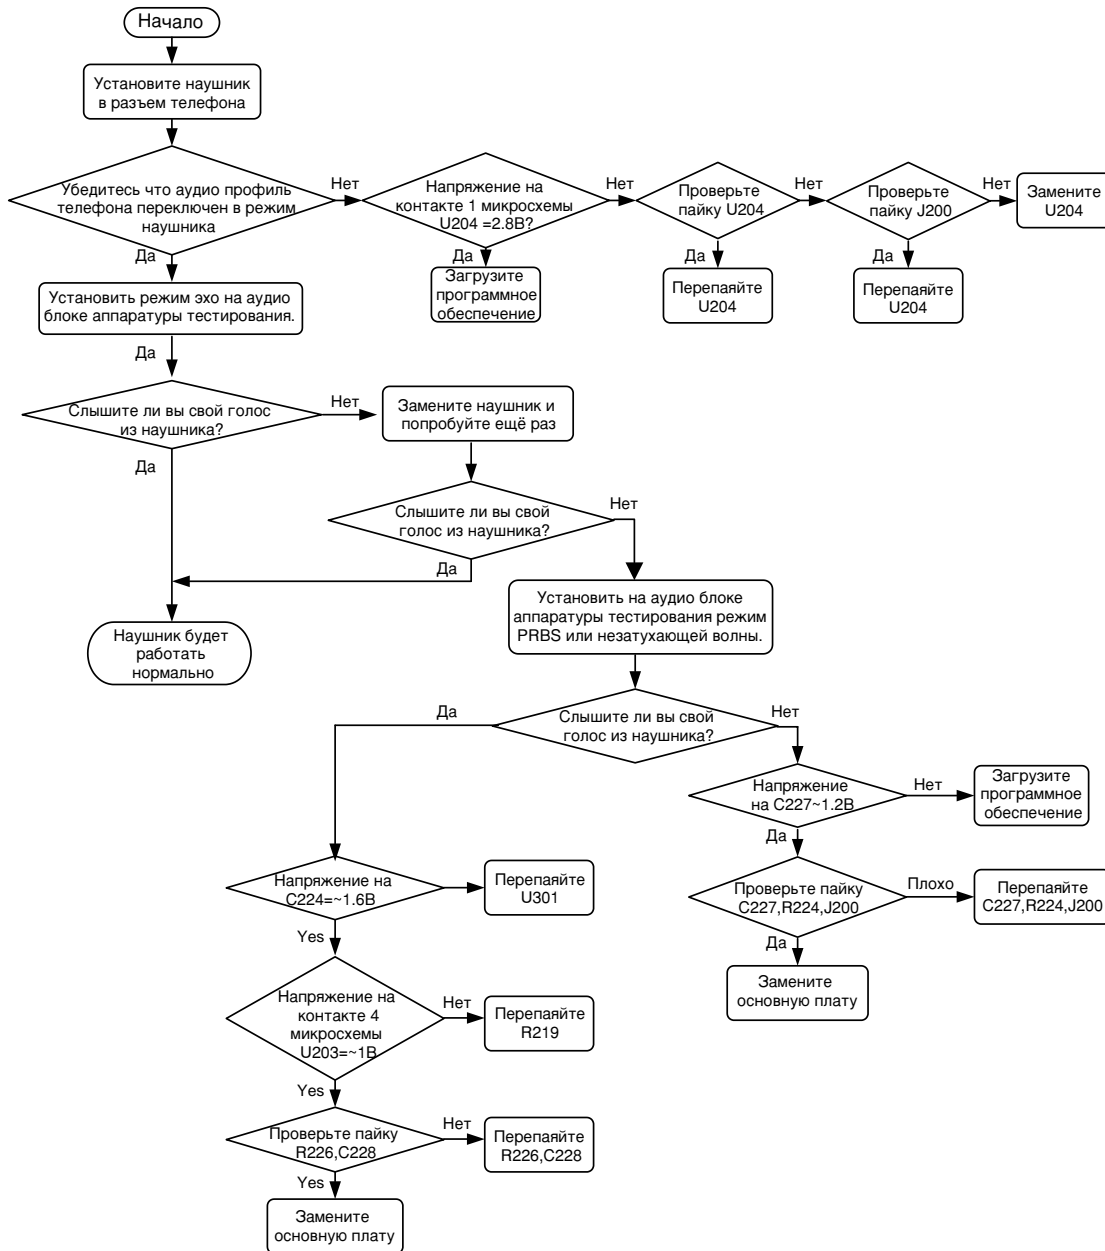 Начало
Установите наушник
в разъем телефона
Убедитесь что аудио профиль
телефона переключен в режим
наушника
Нет
Напряжение на
контакте 1 микросхемы
U204 =2.8В?
Нет
Проверьте
пайку U204
Нет
Проверьте
пайку J200
Нет
Замените
U204
Да
Да
Загрузите
программное
обеспечение
Да
Перепаяйте
U204
Да
Перепаяйте
U204
Установить режим эхо на аудио
блоке аппаратуры тестирования.
Да
Слышите ли вы свой голос
из наушника?
Нет
Замените наушник и
попробуйте ещё раз
Да
Слышите ли вы свой
голос из наушника?
Нет
Да
Установить на аудио блоке
аппаратуры тестирования режим
PRBS или незатухающей волны.
Наушник будет
работать
нормально
Да
Слышите ли вы свой
голос из наушника?
Нет
Напряжение
на C227~1.2В
Нет
Загрузите
программное
обеспечение
Да
Напряжение на
C224=~1.6В
Перепаяйте
U301
Проверьте пайку
C227,R224,J200
Плохо
Перепаяйте
C227,R224,J200
Yes
Да
Замените
основную плату
Напряжение на
контакте 4
микросхемы
U203=~1В
Нет
Перепаяйте
R219
Yes
Проверьте пайку
R226,C228
Нет
Перепаяйте
R226,C228
Yes
Замените
основную плату